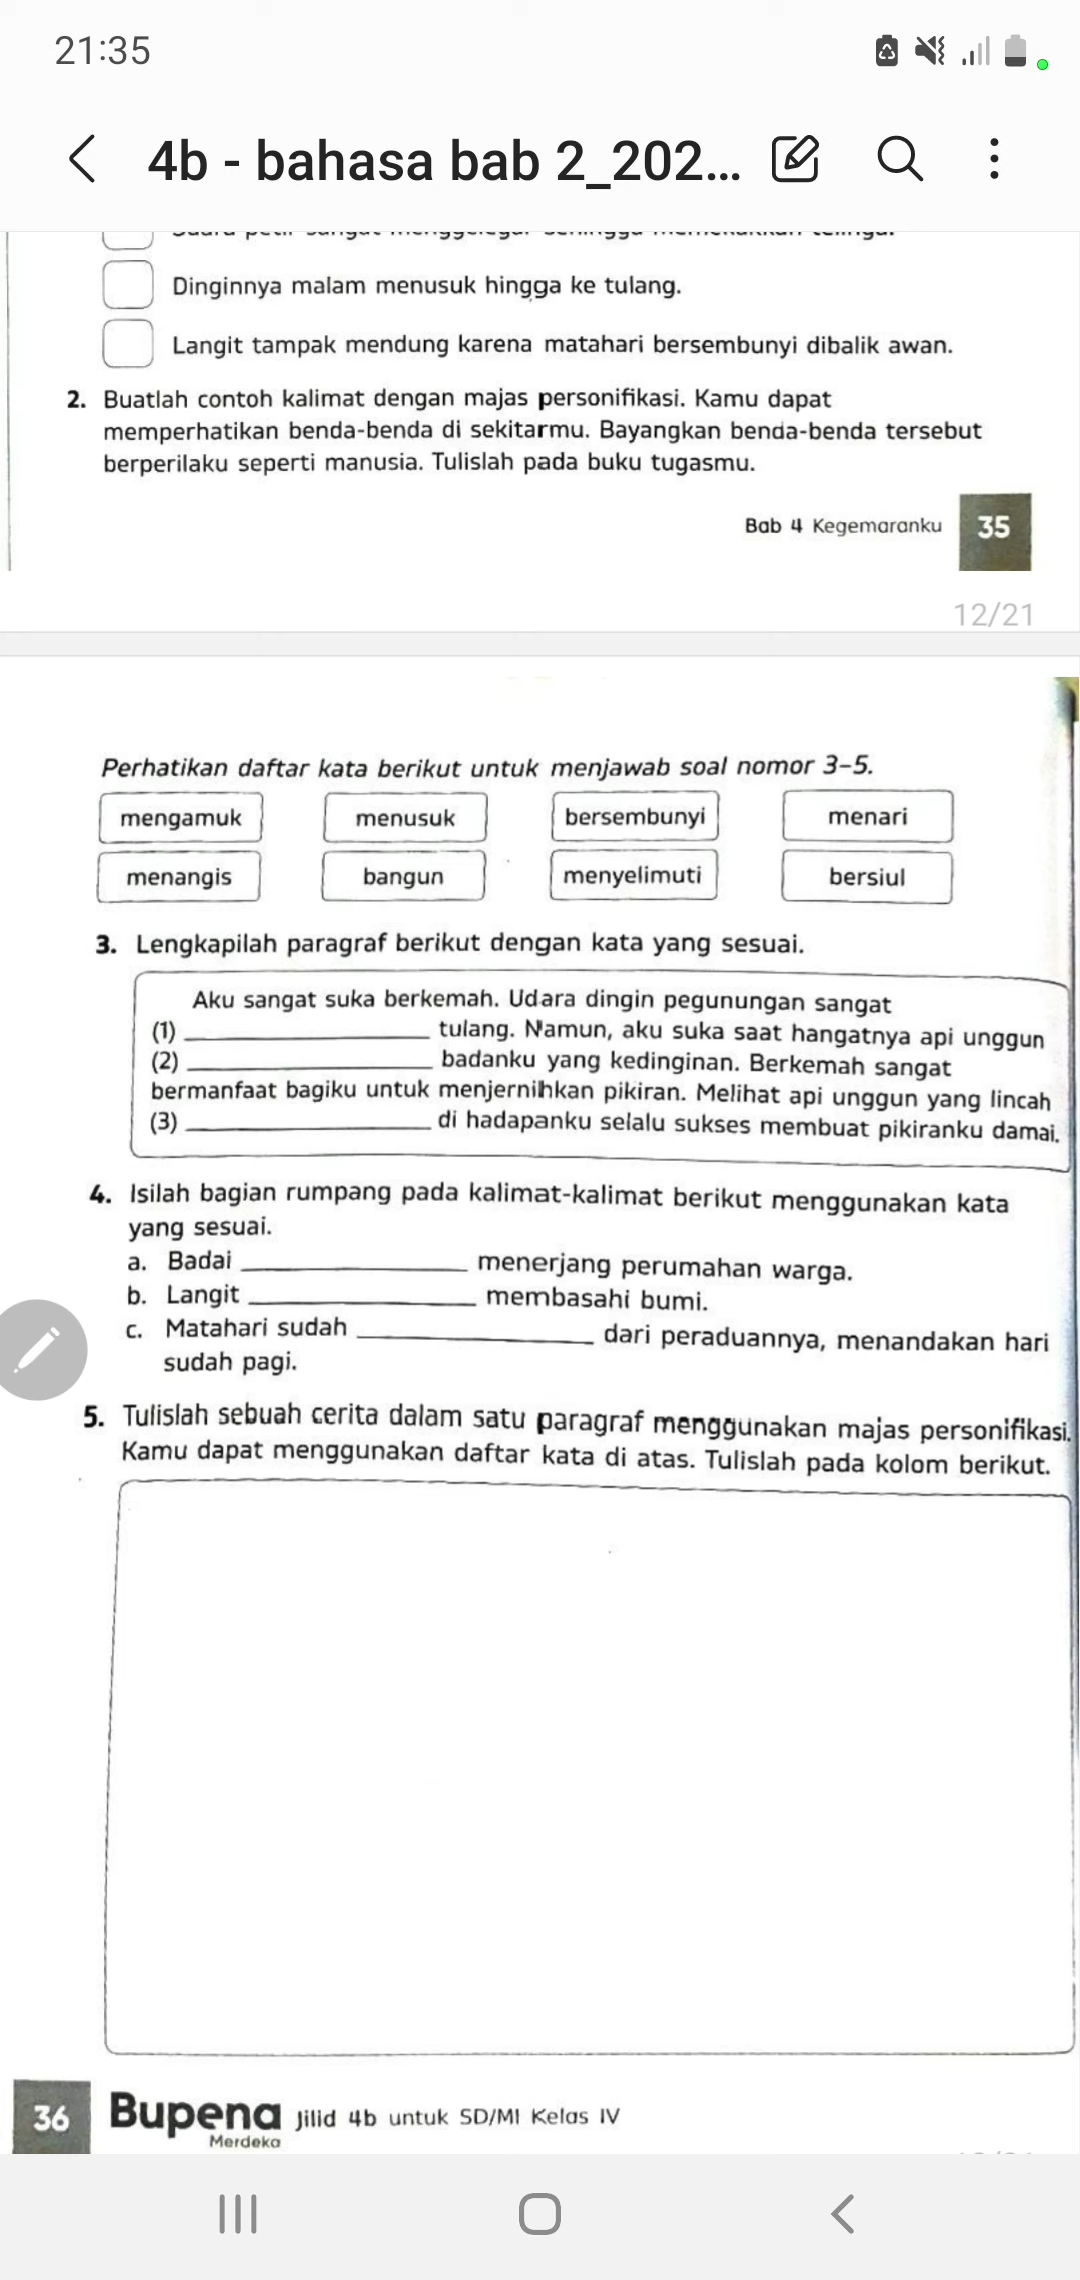 21:35
4b - bahasa bab 2_202...
Dinginnya malam menusuk hingga ke tulang.
Langit tampak mendung karena matahari bersembunyi dibalik awan.
2. Buatlah contoh kalimat dengan majas personifikasi. Kamu dapat
memperhatikan benda-benda di sekitarmu. Bayangkan benda-benda tersebut
berperilaku seperti manusia. Tulislah pada buku tugasmu.
Bab 4 Kegemaranku 35
12/21
Perhatikan daftar kata berikut untuk menjawab soal nomor 3-5.
mengamuk menusuk bersembunyi menari
menangis bangun menyelimuti bersiul
3. Lengkapilah paragraf berikut dengan kata yang sesuai.
Aku sangat suka berkemah. Udara dingin pegunungan sangat
(1) ____________ tulang. Namun, aku suka saat hangatnya api unggun
(2) ____________ badanku yang kedinginan. Berkemah sangat
bermanfaat bagiku untuk menjernihkan pikiran. Melihat api unggun yang lincah
(3) ____________ di hadapanku selalu sukses membuat pikiranku damai.
4. Isilah bagian rumpang pada kalimat-kalimat berikut menggunakan kata
yang sesuai.
a. Badai ____________ menerjang perumahan warga.
b. Langit ____________ membasahi bumi.
c. Matahari sudah ____________ dari peraduannya, menandakan hari
sudah pagi.
5. Tulislah sebuah cerita dalam satu paragraf menggunakan majas personifikasi.
Kamu dapat menggunakan daftar kata di atas. Tulislah pada kolom berikut.
36 Bupena Jilid 4b untuk SD/MI Kelas IV
Merdeka